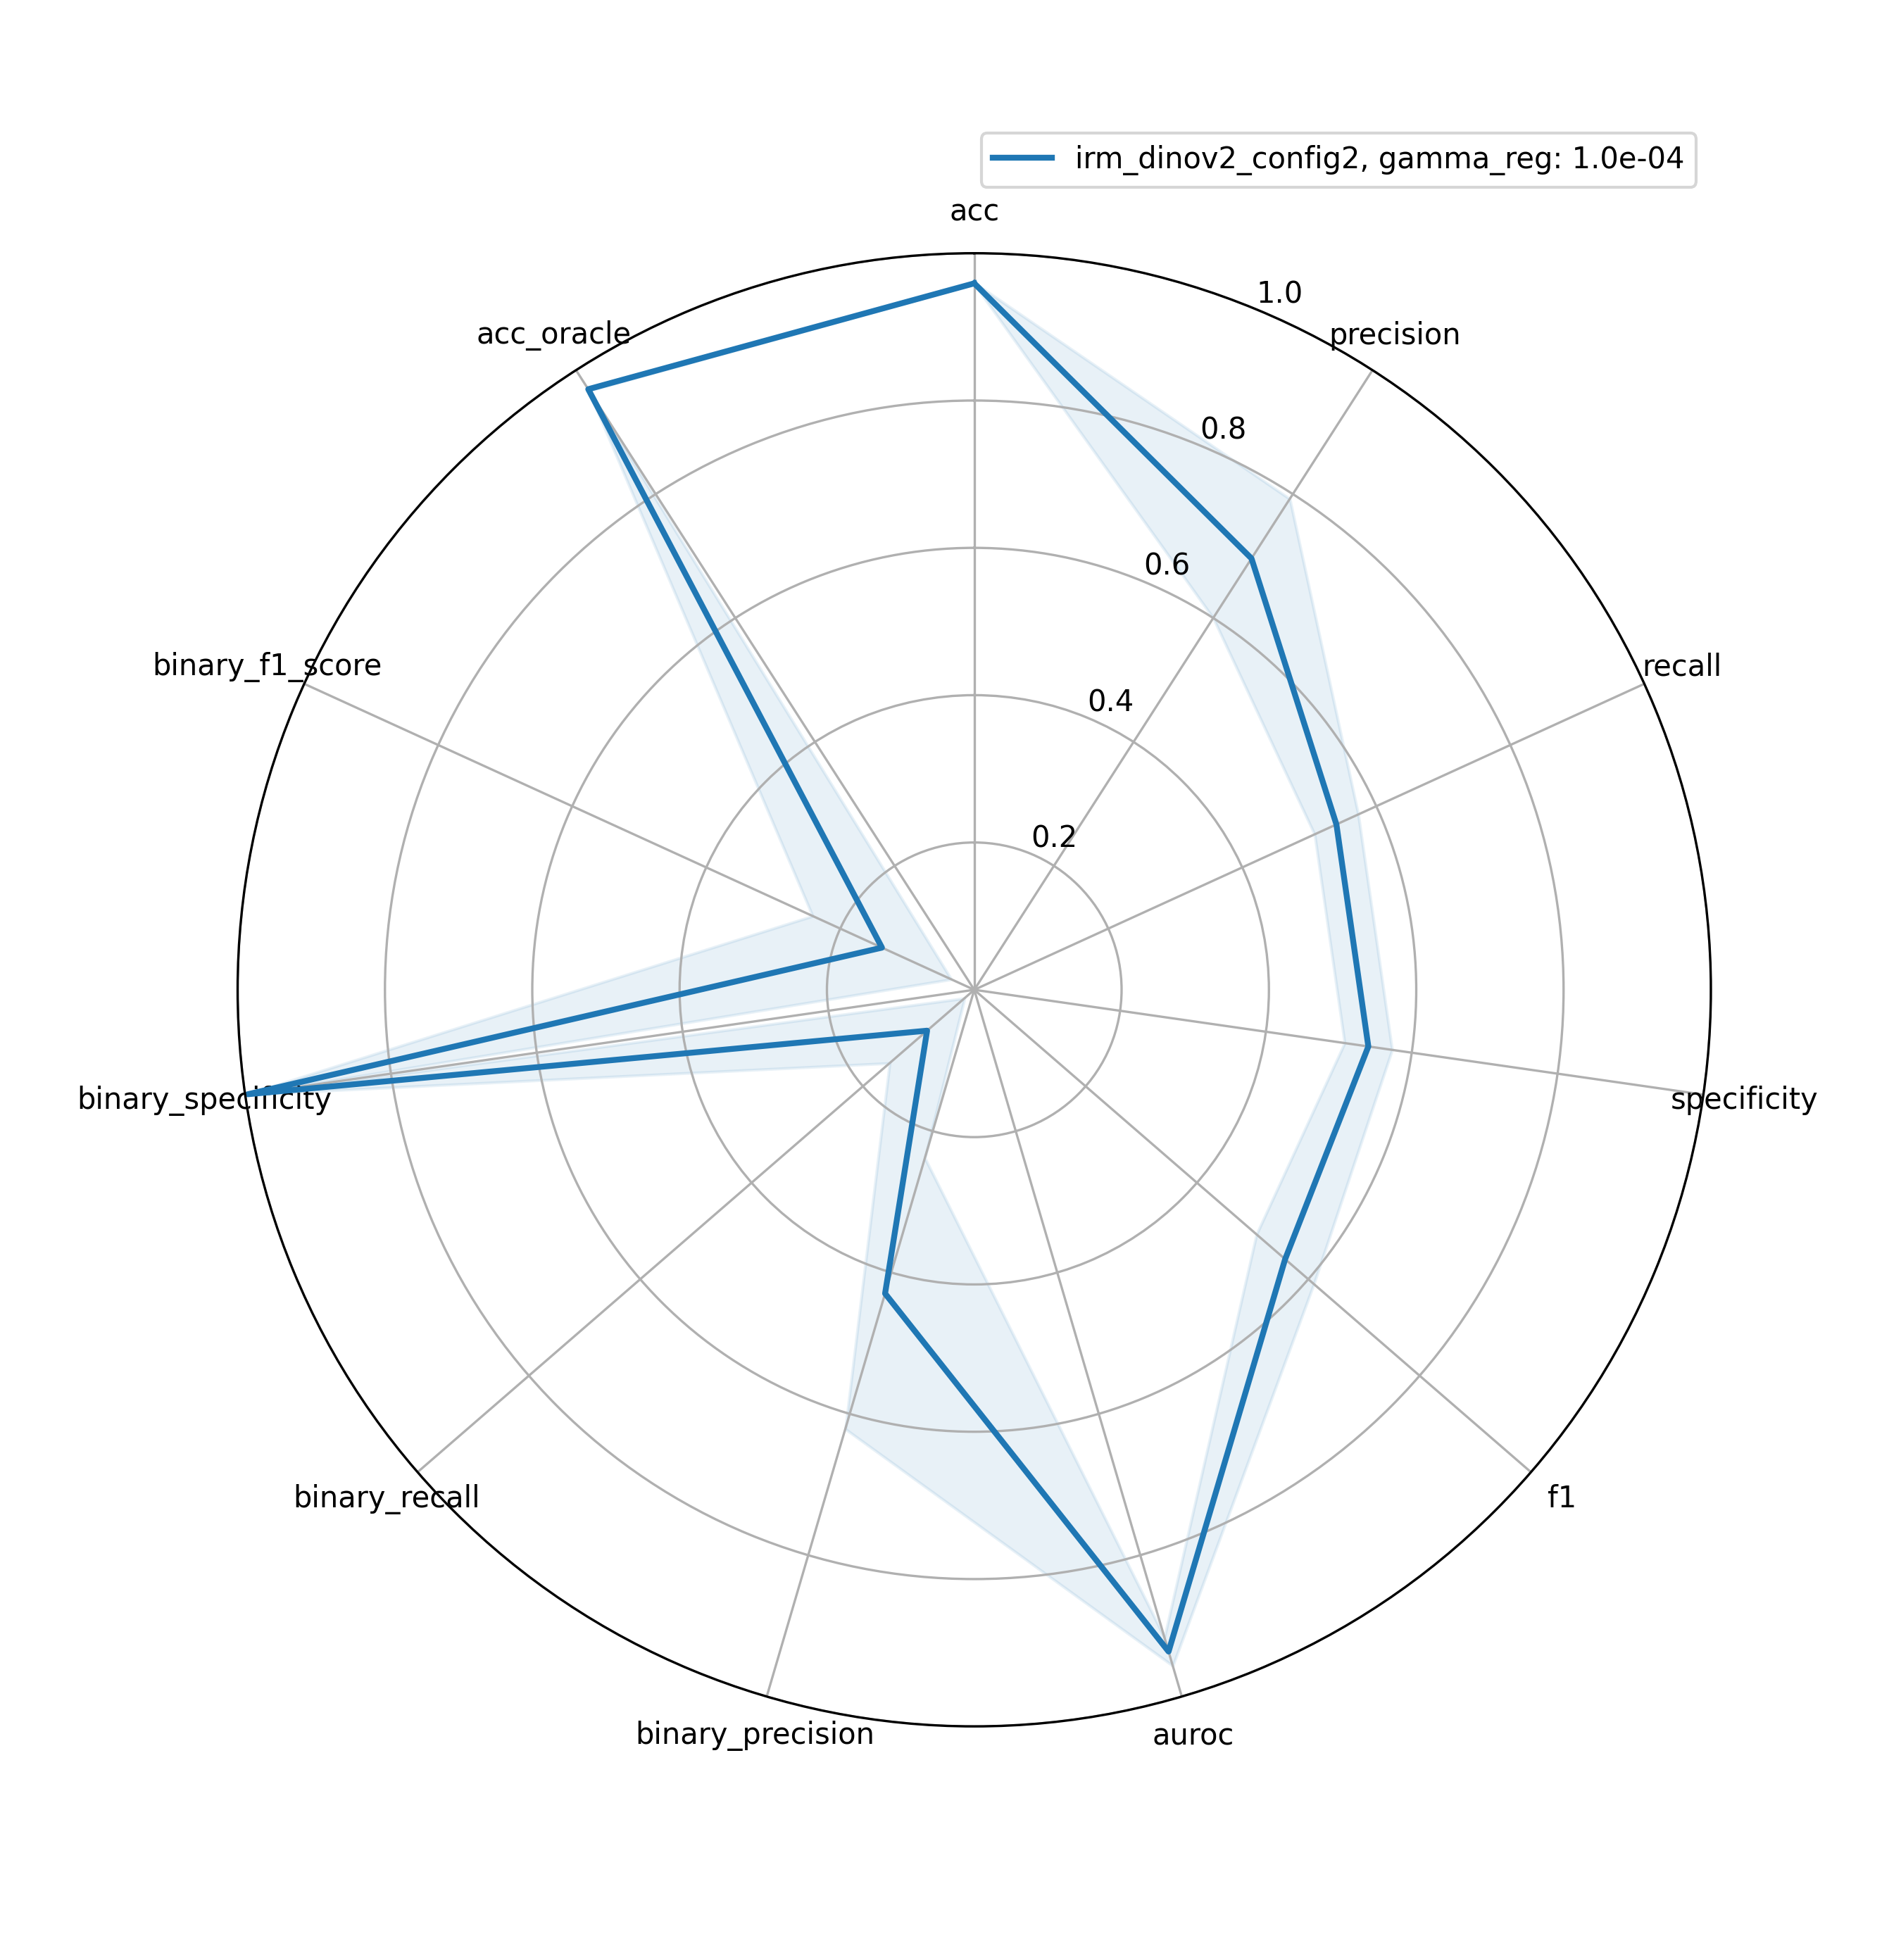 irm_dinov2_config2, gamma_reg: 1.0e-04
acc
1.0
acc_oracle
precision
0.8
0.6
binary_f1_score
recall
0.4
0.2
binary_specificity
specificity
binary_recall
f1
binary_precision
auroc